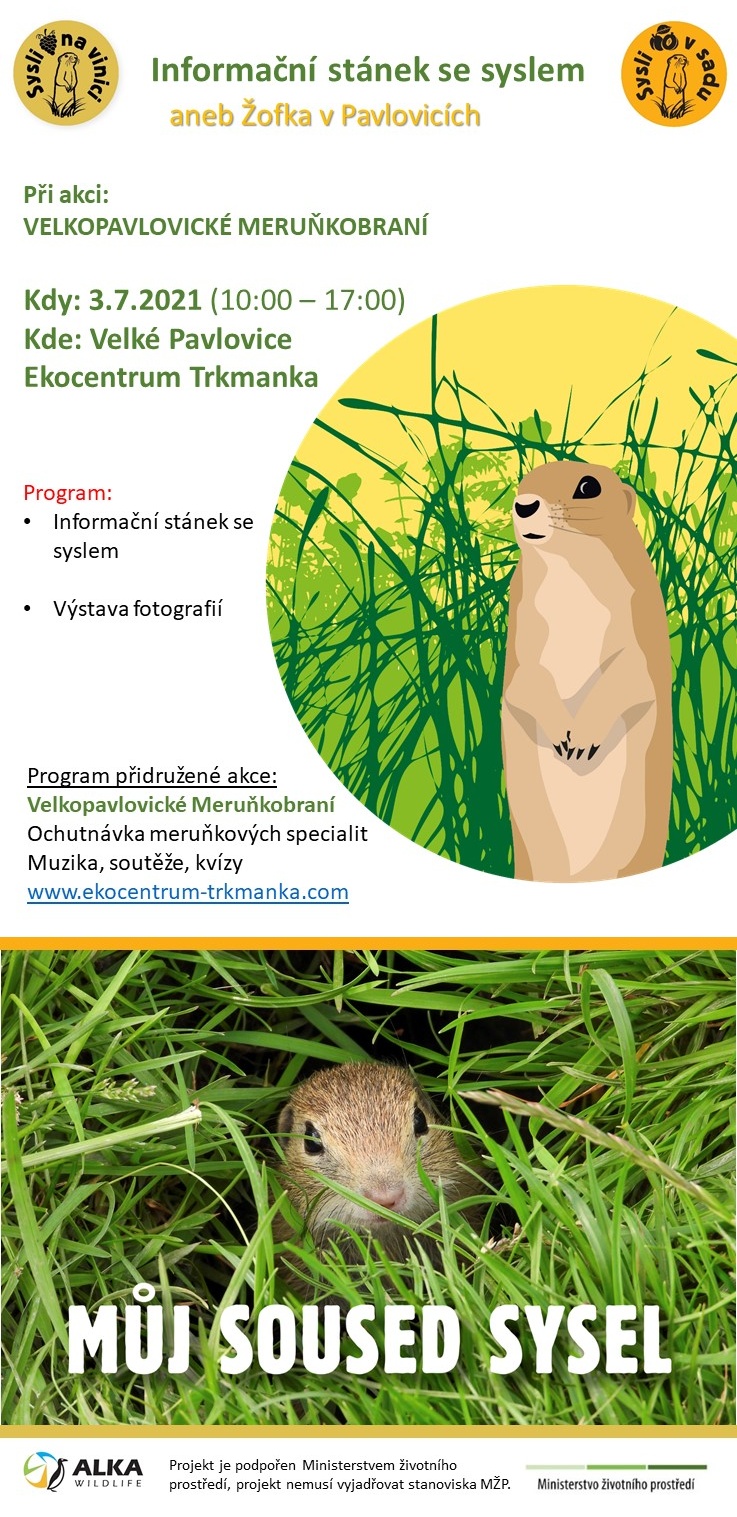 Sysli na vinici
Informační stánek se syslem
aneb Žofka v Pavlovicích
Sysli v sadu
Při akci:
VELKOPAVLOVICKÉ MERUŇKOBRANÍ
Kdy: 3.7.2021 (10:00 – 17:00)
Kde: Velké Pavlovice
Ekocentrum Trkmanka
Program:
• Informační stánek se
syslem
• Výstava fotografií
Program přidružené akce:
Velkopavlovické Meruňkobraní
Ochutnávka meruňkových specialit
Muzika, soutěže, kvízy
www.ekocentrum-trkmanka.com
MŮJ SOUSED SYSEL
ALKA
WILDLIFE
Projekt je podpořen Ministerstvem životního
prostředí, projekt nemusí vyjadřovat stanoviska MŽP.
Ministerstvo životního prostředí